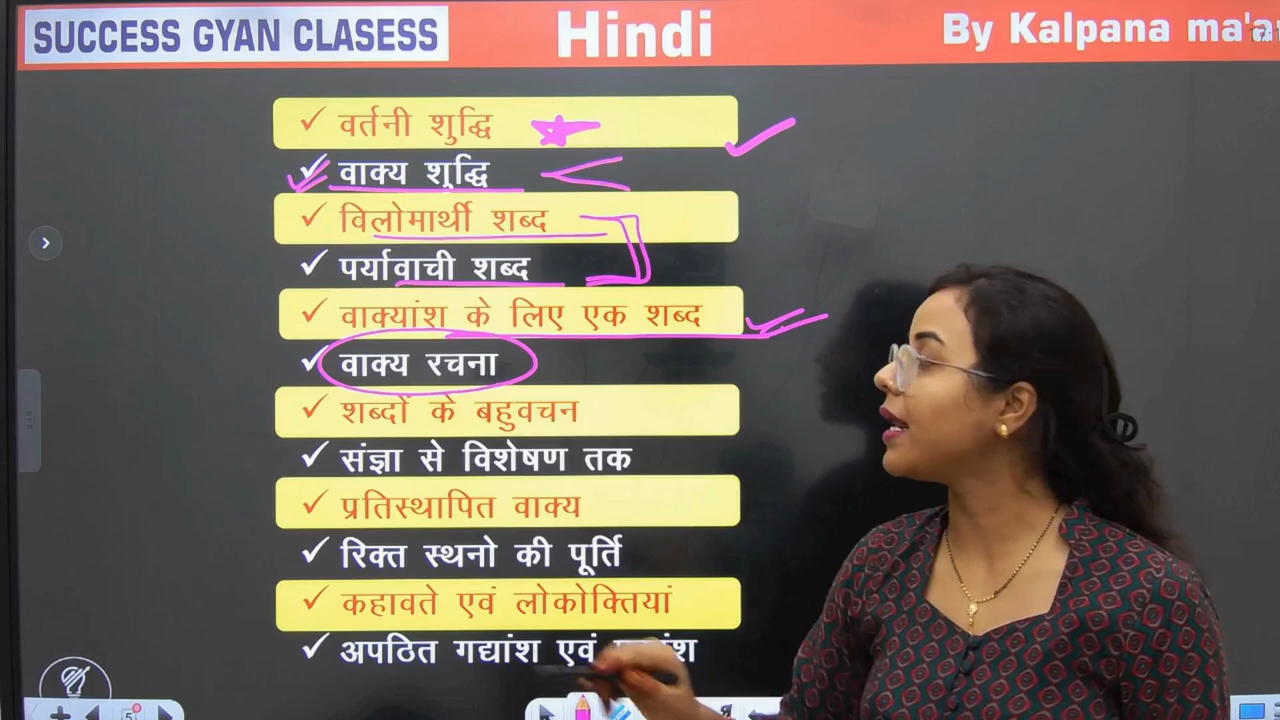 SUCCESS GYAN CLASESS
Hindi
By Kalpana ma'a
वर्तनी शुद्धि
वाक्य शुद्धि
विलोमार्थी शब्द
पर्यावाची शब्द
वाक्यांश के लिए एक शब्द
वाक्य रचना
शब्दों के बहुवचन
संज्ञा से विशेषण तक
प्रतिस्थापित वाक्य
रिक्त स्थनो की पूर्ति
कहावते एवं लोकोक्तियां
अपठित गद्यांश एवं